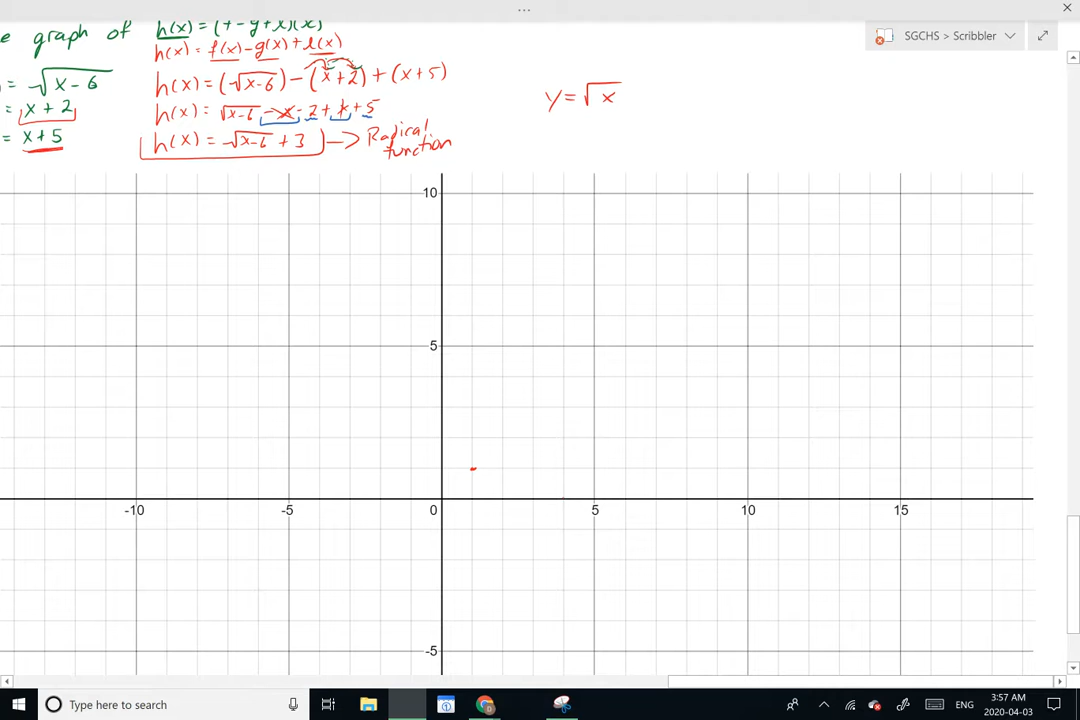 SGCHS > Scribbler
e graph of h(x) = (f-g+l)(x)
h(x) = f(x)-g(x)+l(x)
= √x-6
h(x) = (√x-6) - (x+2) + (x+5)
y = √x
= x+2
h(x) = √x-6 -x-2+x+5
= x+5
h(x) = √x-6 + 3 → Radical
function
10
5
-10 -5 0 5 10 15
-5
Type here to search
ENG
3:57 AM
2020-04-03